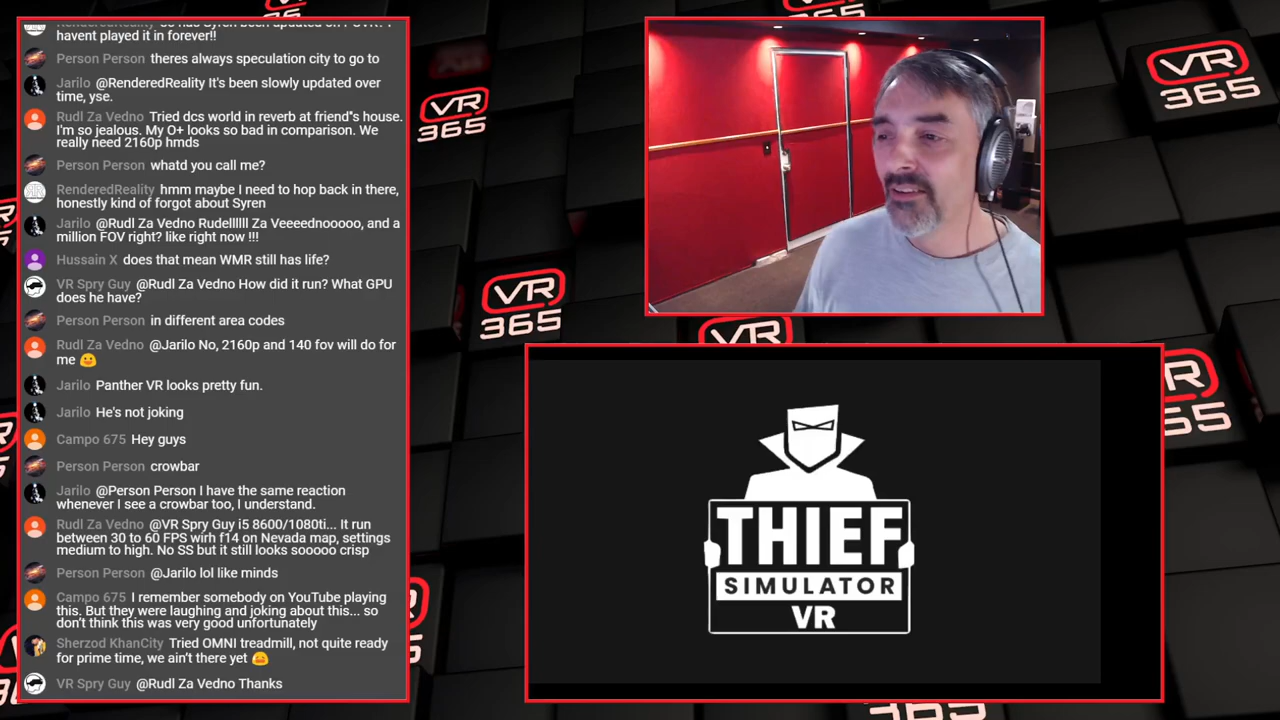 havent played it in forever!!
Person Person theres always speculation city to go to
Jarilo @RenderedReality It's been slowly updated over
time, yse.
Rudl Za Vedno Tried dcs world in reverb at friend"s house.
I'm so jealous. My O+ looks so bad in comparison. We
really need 2160p hmds
Person Person whatd you call me?
RenderedReality hmm maybe I need to hop back in there,
honestly kind of forgot about Syren
Jarilo @Rudl Za Vedno Rudellllll Za Veeeednooooo, and a
million FOV right? like right now !!!
Hussain X does that mean WMR still has life?
VR Spry Guy @Rudl Za Vedno How did it run? What GPU
does he have?
Person Person in different area codes
Rudl Za Vedno @Jarilo No, 2160p and 140 fov will do for
me
Jarilo Panther VR looks pretty fun.
Jarilo He's not joking
Campo 675 Hey guys
Person Person crowbar
Jarilo @Person Person I have the same reaction
whenever I see a crowbar too, I understand.
Rudl Za Vedno @VR Spry Guy i5 8600/1080ti... It run
between 30 to 60 FPS wirh f14 on Nevada map, settings
medium to high. No SS but it still looks sooooo crisp
Person Person @Jarilo lol like minds
Campo 675 I remember somebody on YouTube playing
this. But they were laughing and joking about this... so
don't think this was very good unfortunately
Sherzod KhanCity Tried OMNI treadmill, not quite ready
for prime time, we ain't there yet
VR Spry Guy @Rudl Za Vedno Thanks
VR
365
VR
365
VR
365
VR
365
THIEF
SIMULATOR
VR